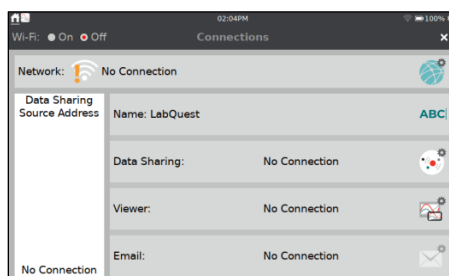 02:04PM
100%
Wi-Fi: On Off
Connections
×
Network: No Connection
Data Sharing
Source Address
No Connection
Name: LabQuest
ABC
Data Sharing: No Connection
Viewer: No Connection
Email: No Connection